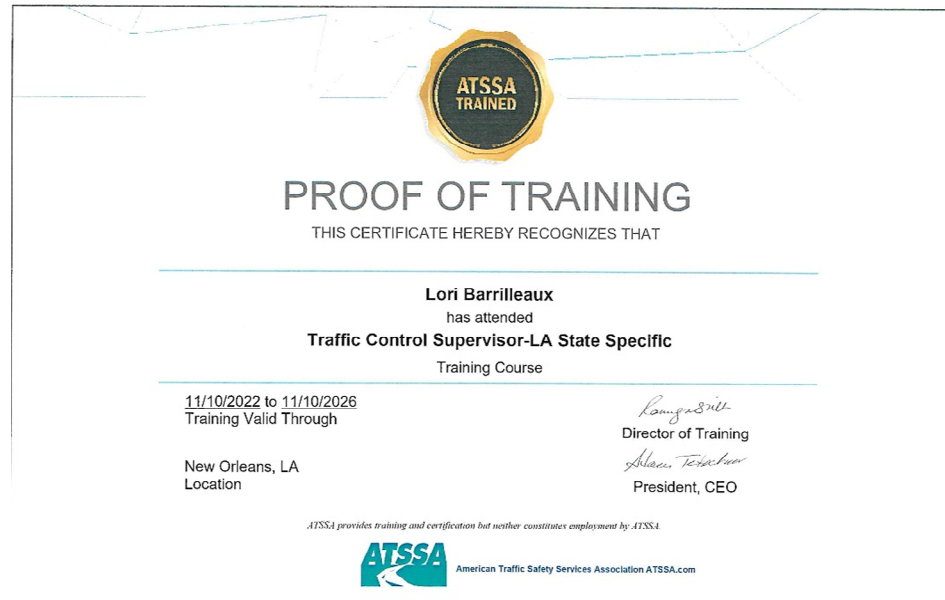 ATSSA
TRAINED
PROOF OF TRAINING
THIS CERTIFICATE HEREBY RECOGNIZES THAT
Lori Barrilleaux
has attended
Traffic Control Supervisor-LA State Specific
Training Course
11/10/2022 to 11/10/2026
Training Valid Through
Director of Training
New Orleans, LA
Location
President, CEO
ATSSA provides training and certification but neither constitutes employment by ATSSA.
ATSSA
American Traffic Safety Services Association ATSSA.com